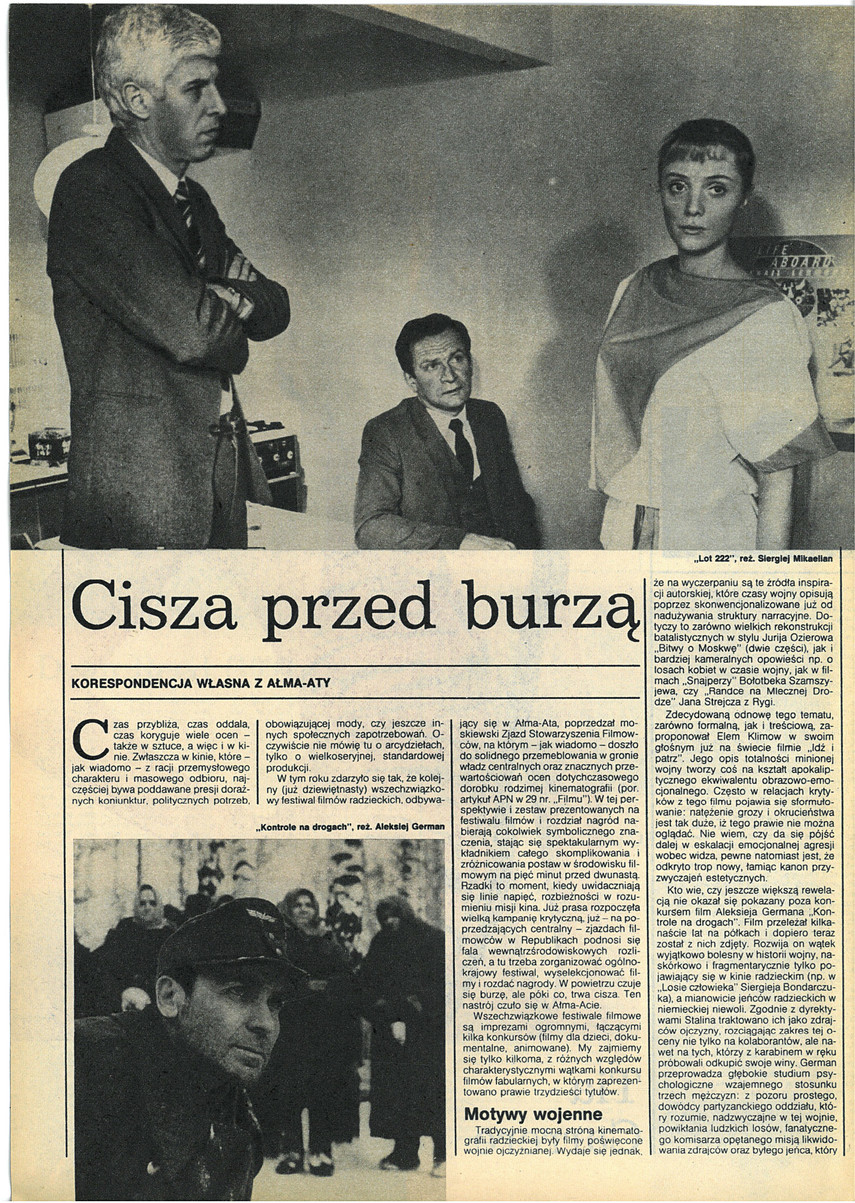 LIFE
ABOARD
„Lot 222”, reż. Siergiej Mikaelian
Cisza przed burzą
KORESPONDENCJA WŁASNA Z AŁMA-ATY
Czas przybliża, czas oddala,
czas koryguje wiele ocen –
także w sztuce, a więc i w ki-
nie. Zwłaszcza w kinie, które –
jak wiadomo – z racji przemysłowego
charakteru i masowego odbioru, naj-
częściej bywa poddawane presji doraź-
nych koniunktur, politycznych potrzeb,
obowiązującej mody, czy jeszcze in-
nych społecznych zapotrzebowań. O-
czywiście nie mówię tu o arcydziełach,
tylko o wielkoseryjnej, standardowej
produkcji.
W tym roku zdarzyło się tak, że kolej-
ny (już dziewiętnasty) wszechzwiązko-
wy festiwal filmów radzieckich, odbywa-
„Kontrole na drogach”, reż. Aleksiej German
jący się w Ałma-Ata, poprzedzał mo-
skiewski Zjazd Stowarzyszenia Filmow-
ców, na którym – jak wiadomo – doszło
do solidnego przemeblowania w gronie
władz centralnych oraz znacznych prze-
wartościowań ocen dotychczasowego
dorobku rodzimej kinematografii (por.
artykuł APN w 29 nr. „Filmu”). W tej per-
spektywie i zestaw prezentowanych na
festiwalu filmów i rozdział nagród na-
bierają cokolwiek symbolicznego zna-
czenia, stając się spektakularnym wy-
kładnikiem całego skomplikowania i
zróżnicowania postaw w środowisku fil-
mowym na pięć minut przed dwunastą.
Rzadki to moment, kiedy uwidaczniają
się linie napięć, rozbieżności w rozu-
mieniu misji kina. Już prasa rozpoczęła
wielką kampanię krytyczną, już – na po-
przedzających centralny – zjazdach fil-
mowców w Republikach podnosi się
fala wewnątrzśrodowiskowych rozli-
czeń, a tu trzeba zorganizować ogólno-
krajowy festiwal, wyselekcjonować fil-
my i rozdać nagrody. W powietrzu czuje
się burzę, ale póki co, trwa cisza. Ten
nastrój czuło się w Ałma-Acie.
Wszechzwiązkowe festiwale filmowe
są imprezami ogromnymi, łączącymi
kilka konkursów (filmy dla dzieci, doku-
mentalne, animowane). My zajmiemy
się tylko kilkoma, z różnych względów
charakterystycznymi wątkami konkursu
filmów fabularnych, w którym zaprezen-
towano prawie trzydzieści tytułów.
Motywy wojenne
Tradycyjnie mocną stroną kinemato-
grafii radzieckiej były filmy poświęcone
wojnie ojczyźnianej. Wydaje się jednak,
że na wyczerpaniu są te źródła inspira-
cji autorskiej, które czasy wojny opisują
poprzez skonwencjonalizowane już od
nadużywania struktury narracyjne. Do-
tyczy to zarówno wielkich rekonstrukcji
batalistycznych w stylu Jurija Ozierowa
„Bitwy o Moskwę” (dwie części), jak i
bardziej kameralnych opowieści np. o
losach kobiet w czasie wojny, jak w fil-
mach „Snajperzy” Bołotbeka Szamszy-
jewa, czy „Randce na Mlecznej Dro-
dze” Jana Strejcza z Rygi.
Zdecydowaną odnowę tego tematu,
zarówno formalną, jak i treściową, za-
proponował Elem Klimow w swoim
głośnym już na świecie filmie „Idź i
patrz”. Jego opis totalności minionej
wojny tworzy coś na kształt apokalip-
tycznego ekwiwalentu obrazowo-emo-
cjonalnego. Często w relacjach kryty-
ków z tego filmu pojawia się sformuło-
wanie: natężenie grozy i okrucieństwa
jest tak duże, iż tego prawie nie można
oglądać. Nie wiem, czy da się pójść
dalej w eskalacji emocjonalnej agresji
wobec widza, pewne natomiast jest, że
odkryto trop nowy, łamiąc kanon przy-
zwyczajeń estetycznych.
Kto wie, czy jeszcze większą rewela-
cją nie okazał się pokazany poza kon-
kursem film Aleksieja Germana „Kon-
trole na drogach”. Film przeleżał kilka-
naście lat na półkach i dopiero teraz
został z nich zdjęty. Rozwija on wątek
wyjątkowo bolesny w historii wojny, na-
skórkowo i fragmentarycznie tylko po-
jawiający się w kinie radzieckim (np. w
„Losie człowieka” Siergieja Bondarczu-
ka), a mianowicie jeńców radzieckich w
niemieckiej niewoli. Zgodnie z dyrekty-
wami Stalina traktowano ich jako zdraj-
ców ojczyzny, rozciągając zakres tej o-
ceny nie tylko na kolaborantów, ale na-
wet na tych, którzy z karabinem w ręku
próbowali odkupić swoje winy. German
przeprowadza głębokie studium psy-
chologiczne wzajemnego stosunku
trzech mężczyzn: z pozoru prostego,
dowódcy partyzanckiego oddziału, któ-
ry rozumie, nadzwyczajne w tej wojnie,
powikłania ludzkich losów, fanatyczne-
go komisarza opętanego misją likwido-
wania zdrajców oraz byłego jeńca, który